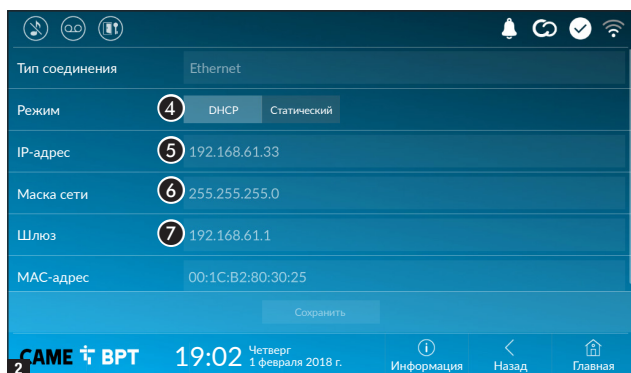 Тип соединения Ethernet
Режим 4 DHCP Статический
IP-адрес 5 192.168.61.33
Маска сети 6 255.255.255.0
Шлюз 7 192.168.61.1
MAC-адрес 00:1C:B2:80:30:25
Сохранить
2 CAME BPT 19:02 Четверг
1 февраля 2018 г.
Информация Назад Главная